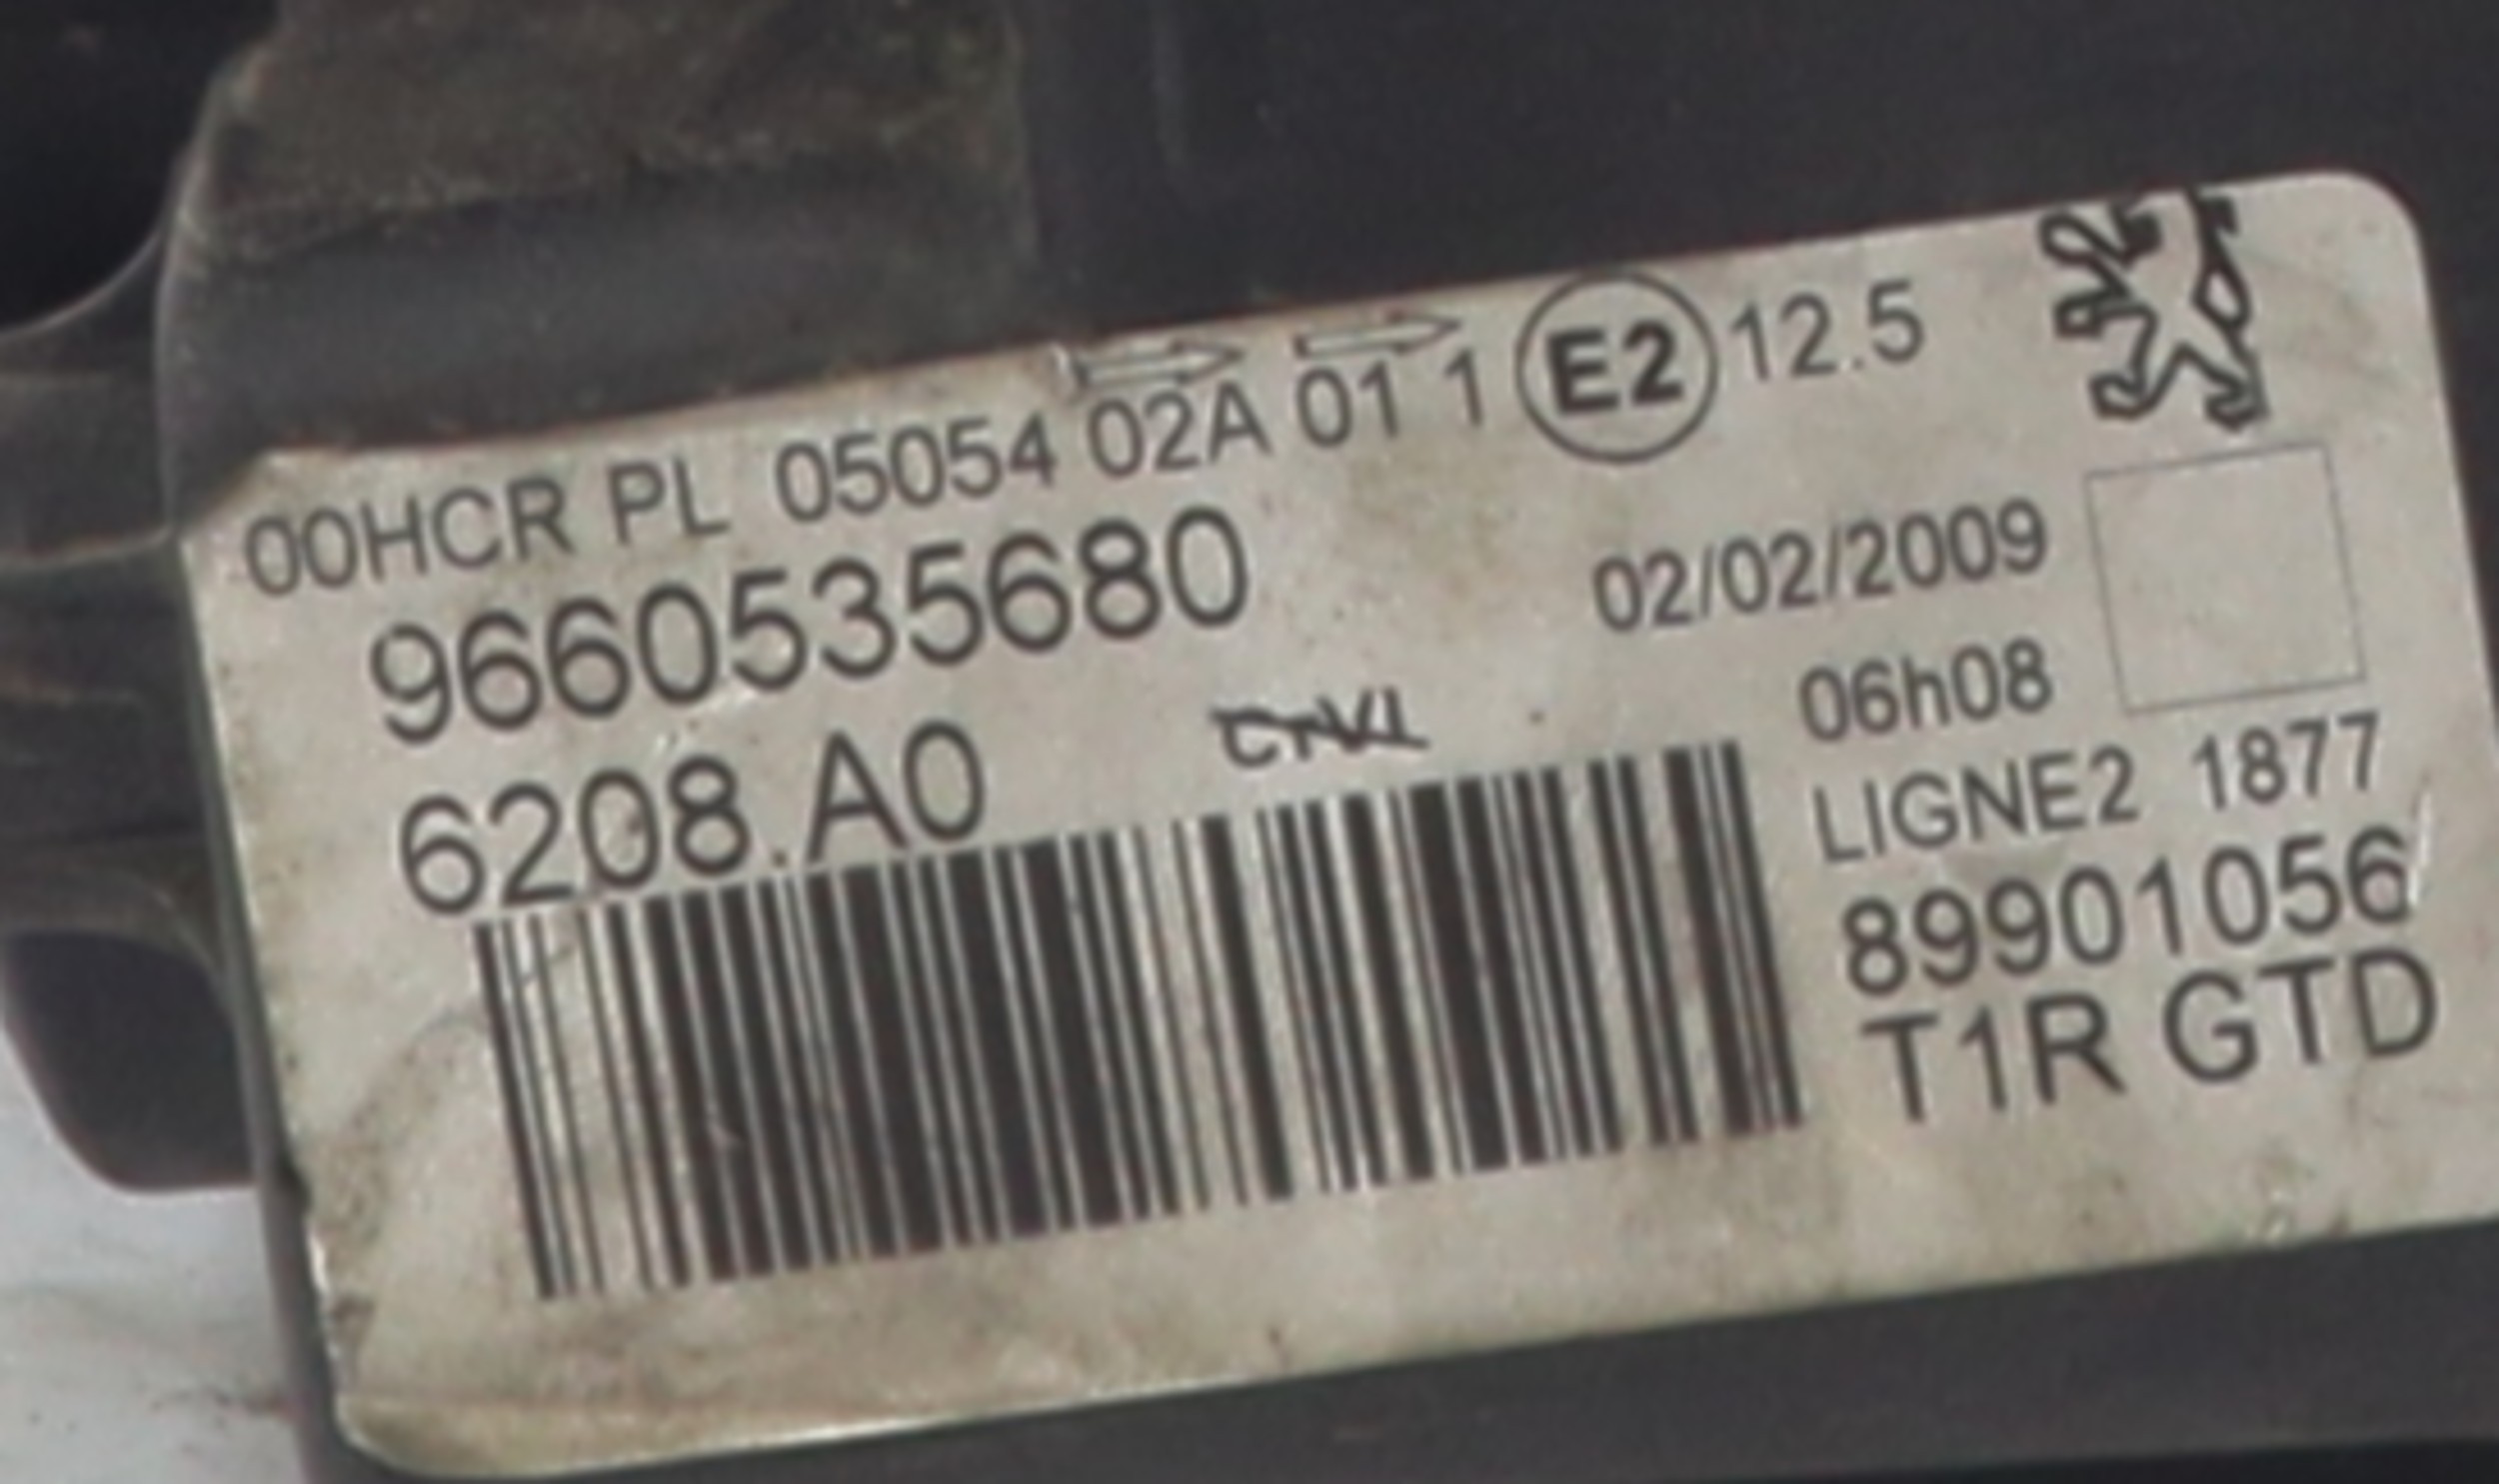 00HCR PL 05054 02A 01 1 E2 12.5
9660535680
02/02/2009
6208.A0
06h08
LIGNE2 1877
89901056
T1R GTD